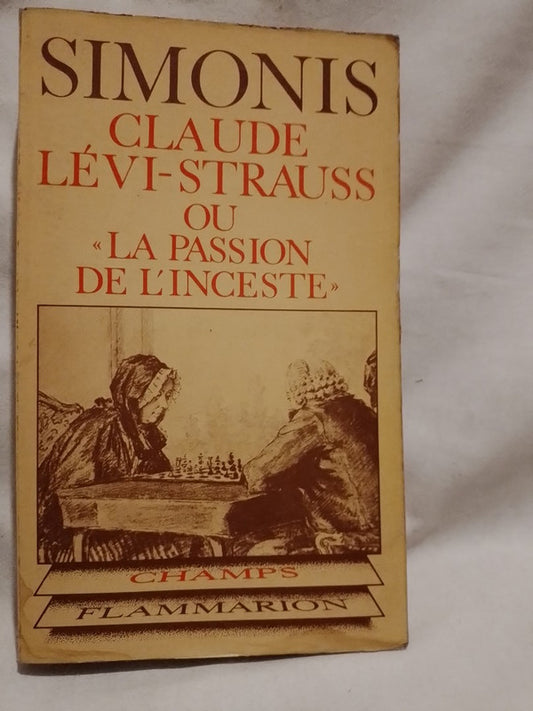 SIMONIS
CLAUDE
LÉVI-STRAUSS
OU
« LA PASSION
DE L'INCESTE »
CHAMPS
FLAMMARION